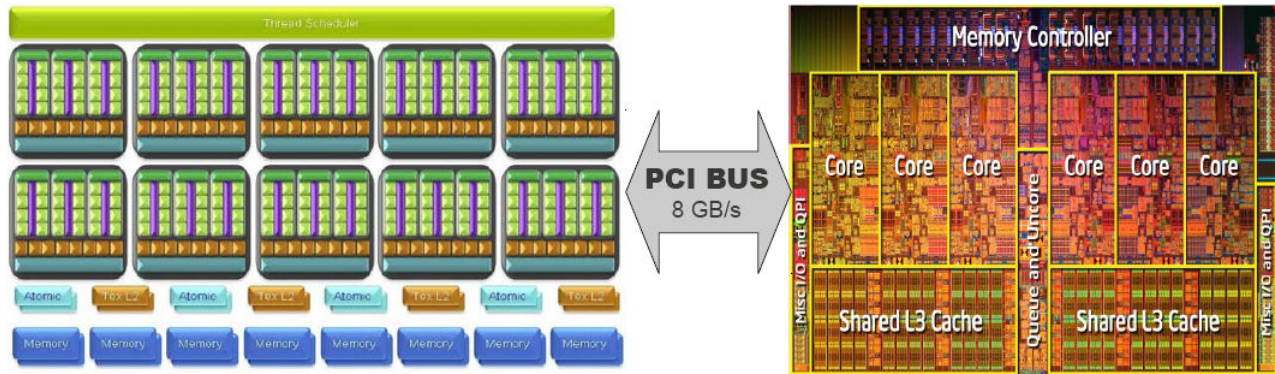 Thread Scheduler
Atomic
Tex L2
Atomic
Tex L2
Atomic
Tex L2
Atomic
Tex L2
Memory
Memory
Memory
Memory
Memory
Memory
Memory
Memory
PCI BUS
8 GB/s
Memory Controller
Core
Core
Core
Core
Core
Core
Misc I/O and QPI
Queue and Uncore
Misc I/O and QPI
Shared L3 Cache
Shared L3 Cache